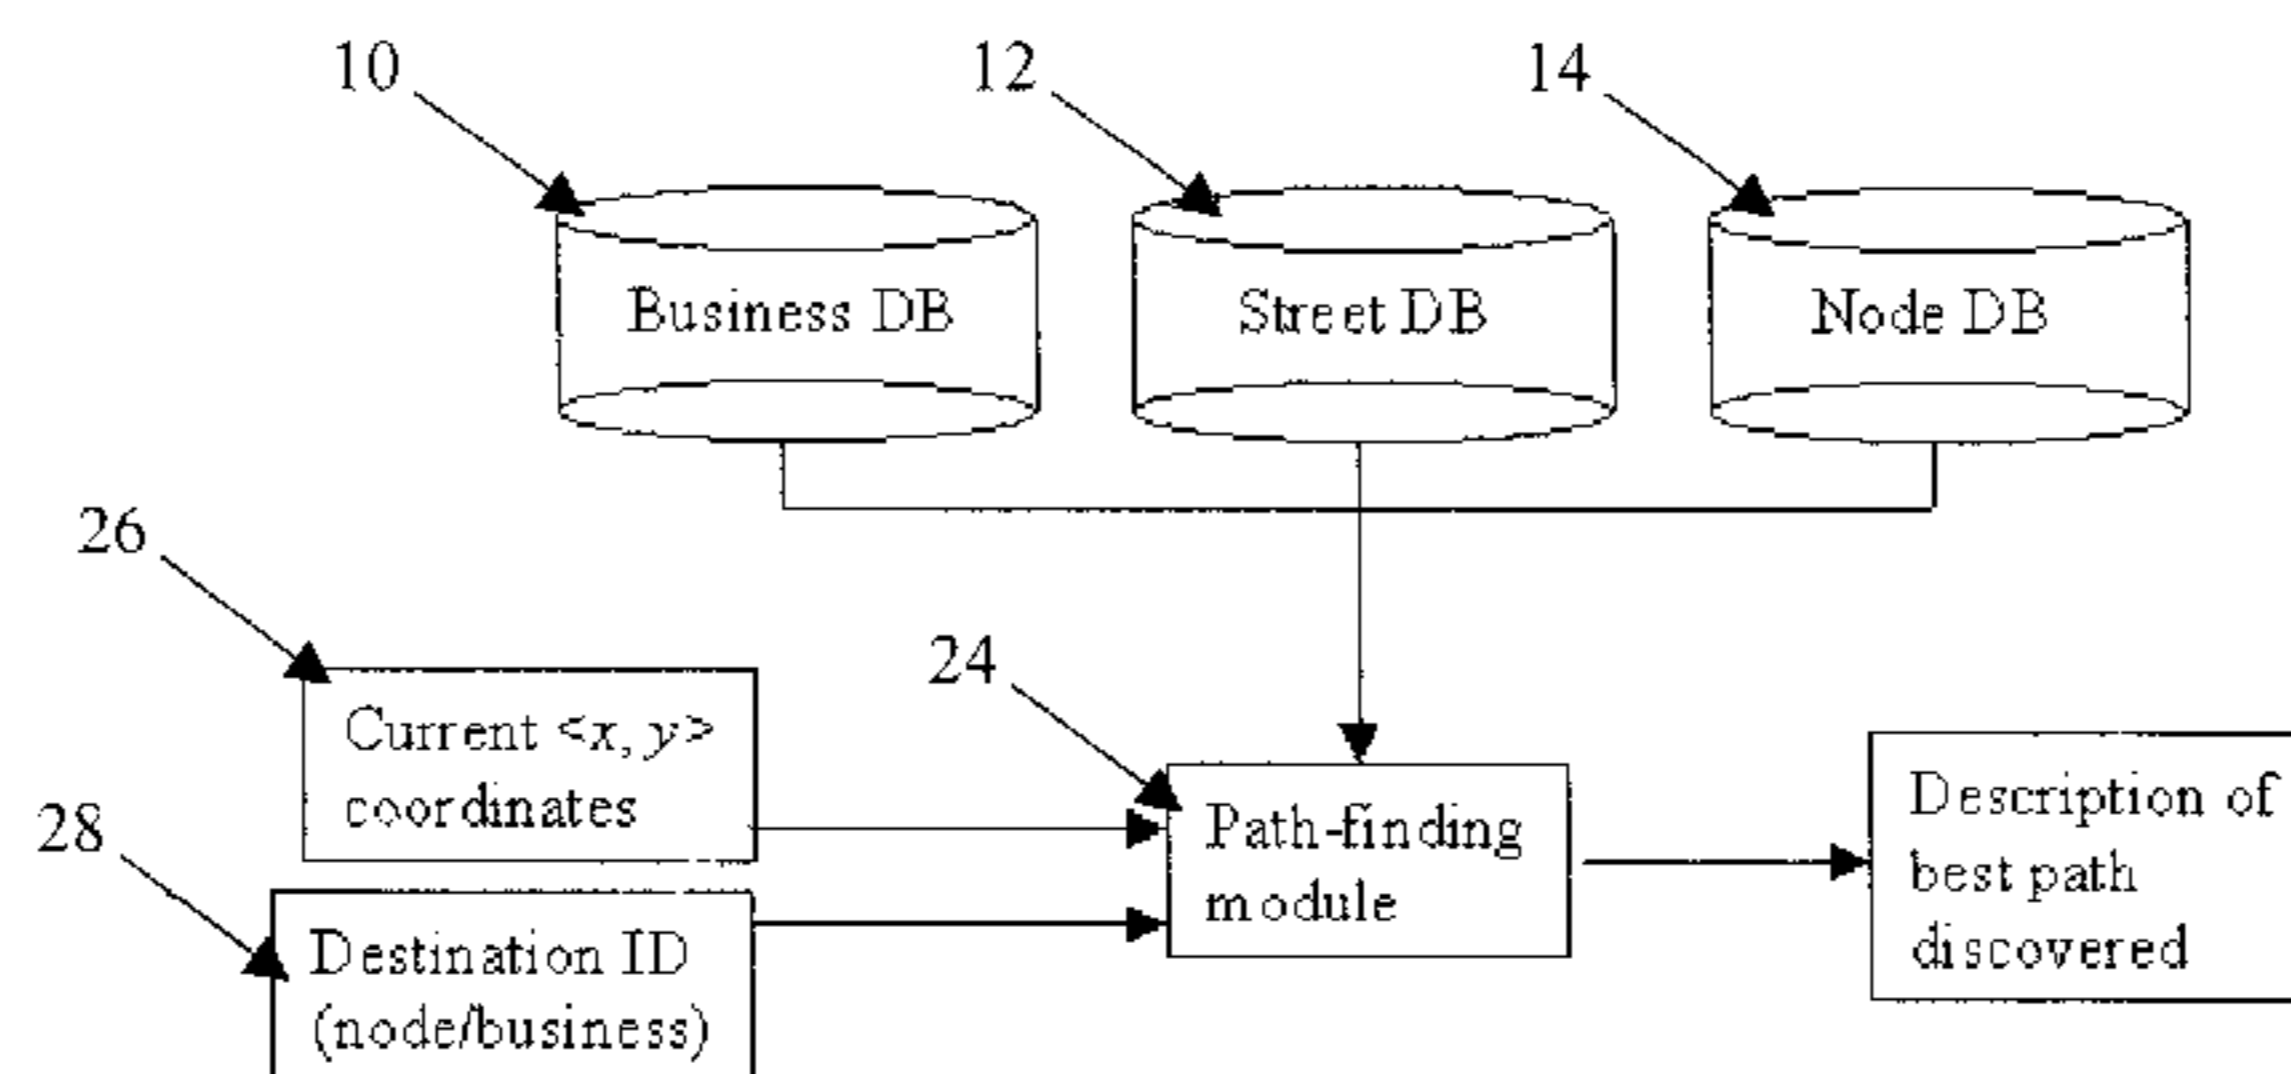 10
12
14
Business DB
Street DB
Node DB
26
24
Current <x, y>
coordinates
28
Path-finding
module
Description of
best path
discovered
Destination ID
(node/business)